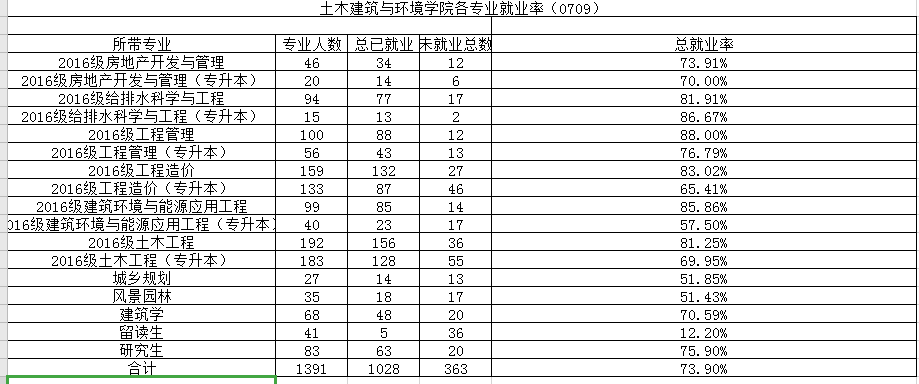 土木建筑与环境学院各专业就业率（0709）
所带专业 专业人数 总已就业 未就业总数 总就业率
2016级房地产开发与管理 46 34 12 73.91%
2016级房地产开发与管理（专升本） 20 14 6 70.00%
2016级给排水科学与工程 94 77 17 81.91%
2016级给排水科学与工程（专升本） 15 13 2 86.67%
2016级工程管理 100 88 12 88.00%
2016级工程管理（专升本） 56 43 13 76.79%
2016级工程造价 159 132 27 83.02%
2016级工程造价（专升本） 133 87 46 65.41%
2016级建筑环境与能源应用工程 99 85 14 85.86%
016级建筑环境与能源应用工程（专升本） 40 23 17 57.50%
2016级土木工程 192 156 36 81.25%
2016级土木工程（专升本） 183 128 55 69.95%
城乡规划 27 14 13 51.85%
风景园林 35 18 17 51.43%
建筑学 68 48 20 70.59%
留读生 41 5 36 12.20%
研究生 83 63 20 75.90%
合计 1391 1028 363 73.90%